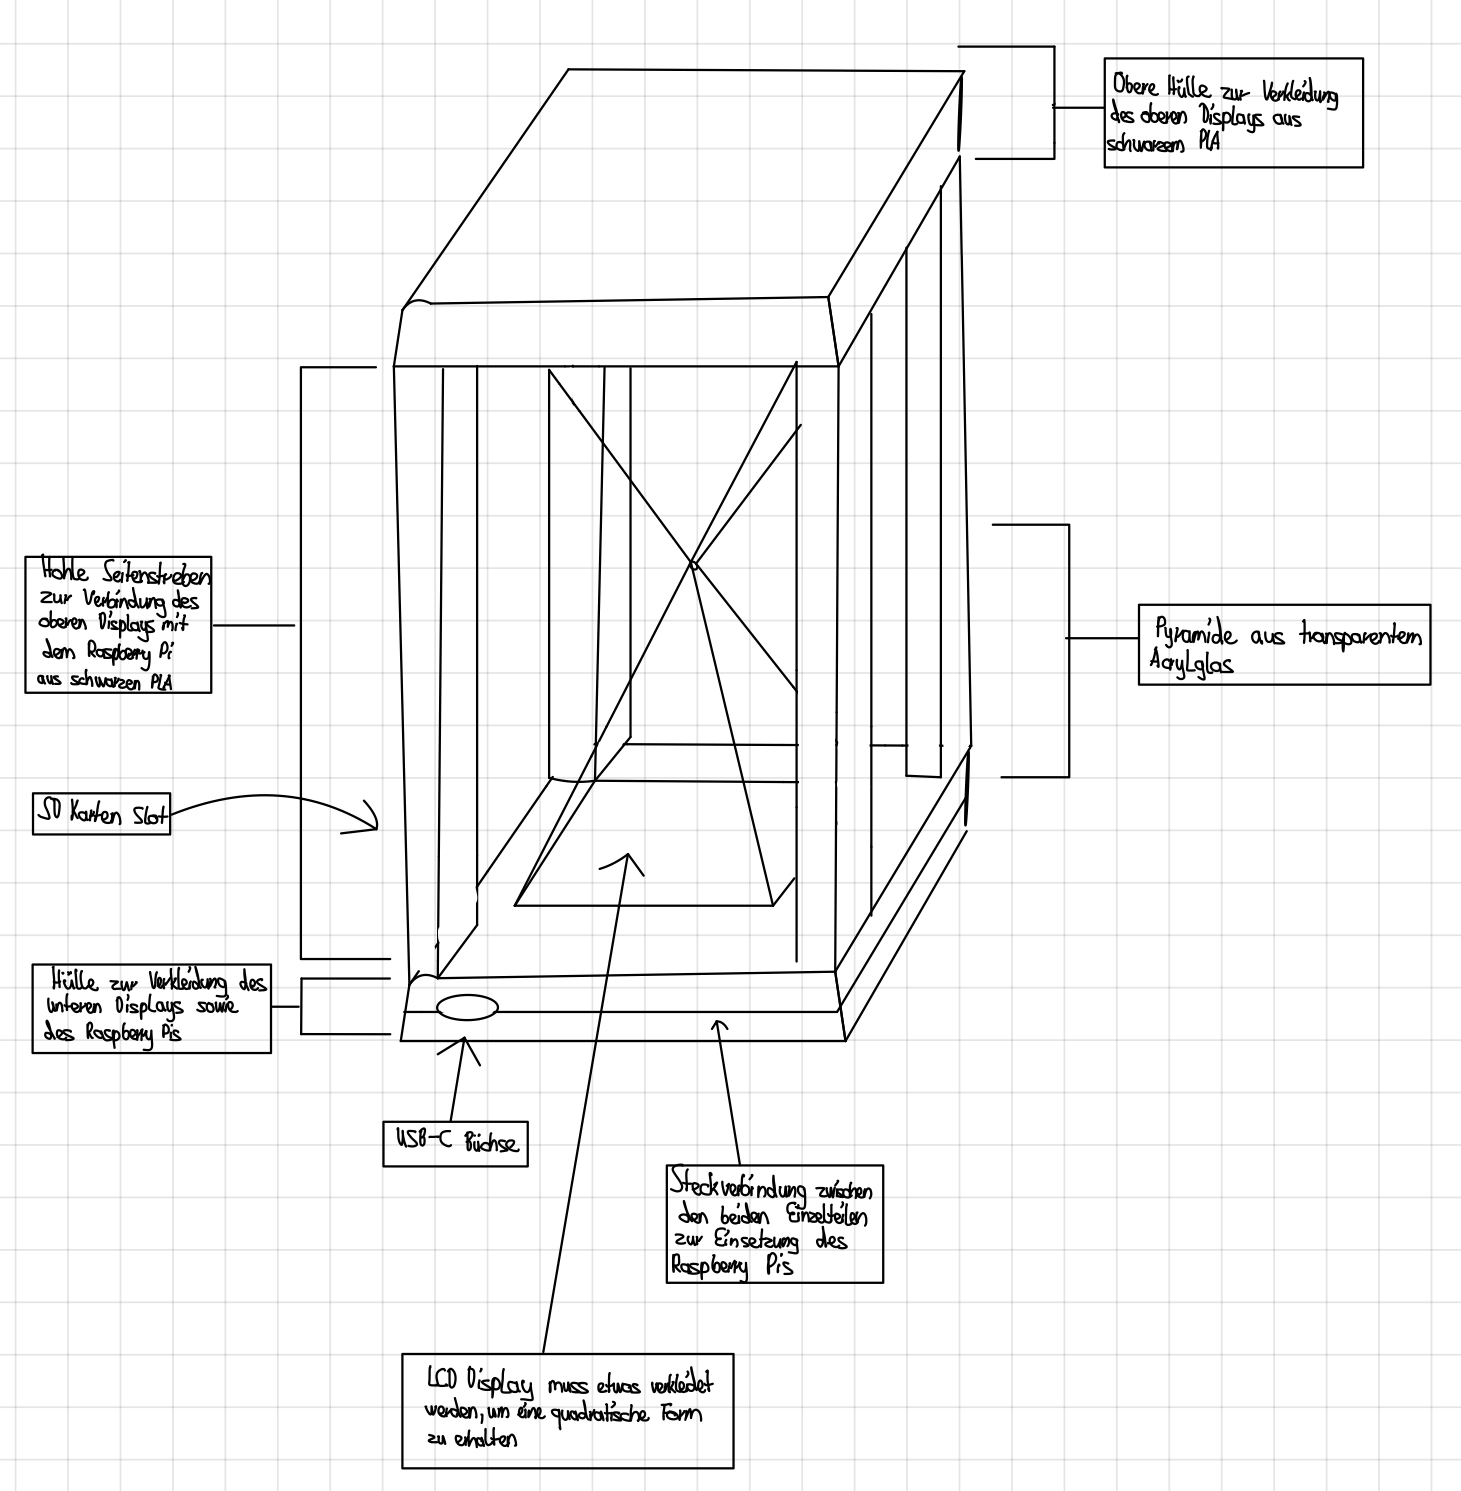 Obere Hülle zur Verkleidung
des oberen Displays aus
schwarzem PLA
Hohle Seitenstreben
zur Verbindung des
oberen Displays mit
dem Raspberry Pi
aus schwarzen PLA
Pyramide aus transparentem
Acrylglas
SD Karten Slot
Hülle zur Verkleidung des
unteren Displays sowie
des Raspberry Pis
USB-C Büchse
Steckverbindung zwischen
den beiden Einzelteilen
zur Einsetzung des
Raspberry Pis
LCD Display muss etwas verkleidet
werden, um eine quadratische Form
zu erhalten